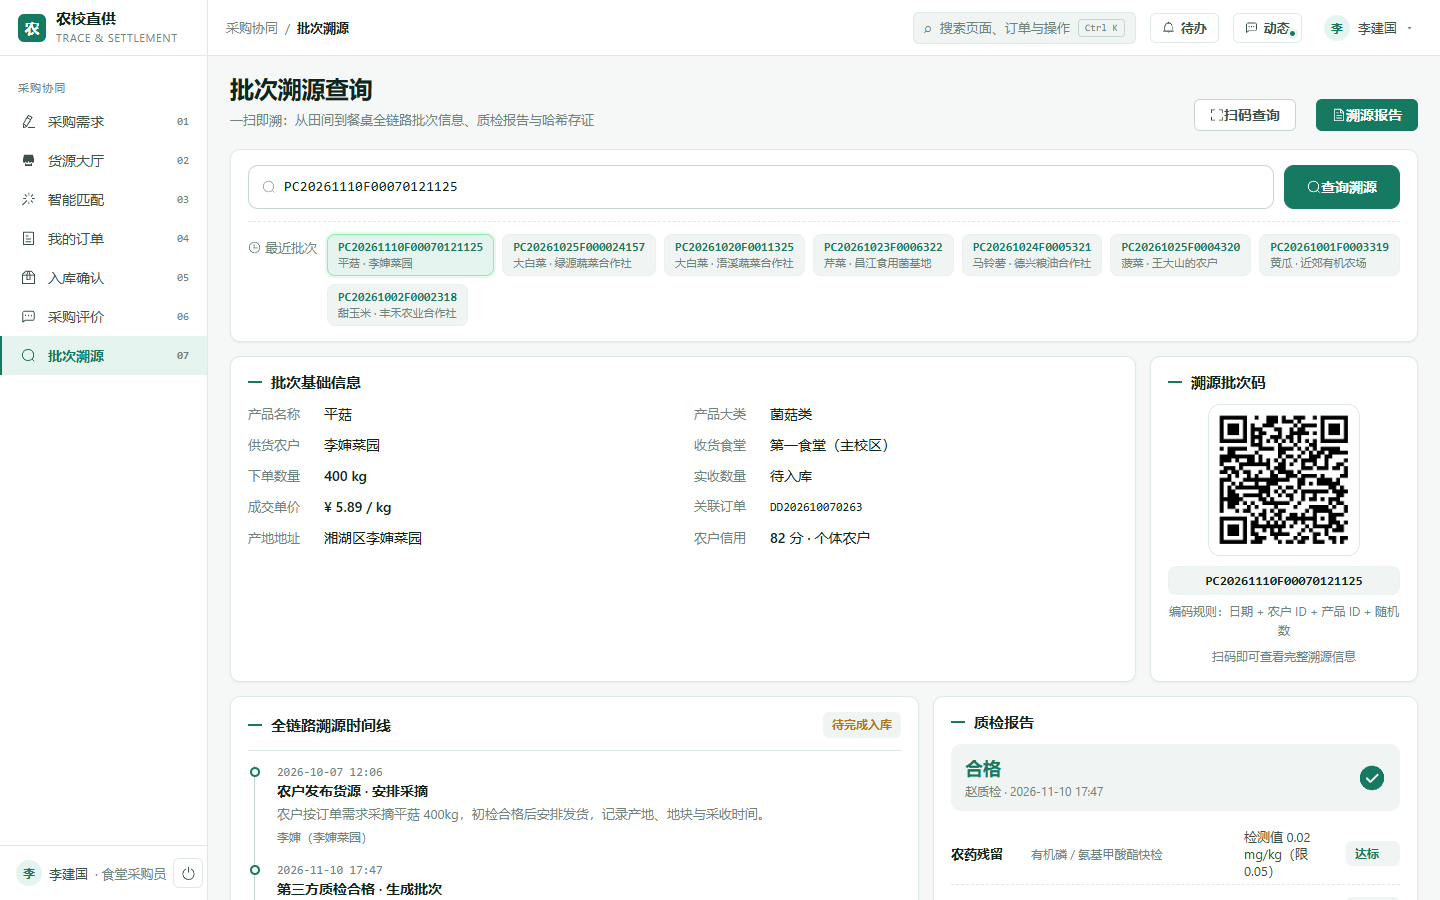 农校直供
TRACE & SETTLEMENT
采购协同 / 批次溯源
搜索页面、订单与操作 Ctrl K
待办
动态
李 李建国
采购协同
采购需求 01
货源大厅 02
智能匹配 03
我的订单 04
入库确认 05
采购评价 06
批次溯源 07
李 李建国 · 食堂采购员
批次溯源查询
一扫即溯：从田间到餐桌全链路批次信息、质检报告与哈希存证
扫码查询
溯源报告
PC20261110F00070121125
查询溯源
最近批次
PC20261110F00070121125
平菇 · 李婶菜园
PC20261025F000024157
大白菜 · 绿源蔬菜合作社
PC20261020F0011325
大白菜 · 浯溪蔬菜合作社
PC20261023F0006322
芹菜 · 昌江食用菌基地
PC20261024F0005321
马铃薯 · 德兴粮油合作社
PC20261025F0004320
菠菜 · 王大山的农户
PC20261001F0003319
黄瓜 · 近郊有机农场
PC20261002F0002318
甜玉米 · 丰禾农业合作社
批次基础信息
产品名称 平菇
产品大类 菌菇类
供货农户 李婶菜园
收货食堂 第一食堂（主校区）
下单数量 400 kg
实收数量 待入库
成交单价 ¥ 5.89 / kg
关联订单 DD202610070263
产地地址 湘湖区李婶菜园
农户信用 82 分 · 个体农户
溯源批次码
PC20261110F00070121125
编码规则：日期 + 农户 ID + 产品 ID + 随机
数
扫码即可查看完整溯源信息
全链路溯源时间线
待完成入库
2026-10-07 12:06
农户发布货源 · 安排采摘
农户按订单需求采摘平菇 400kg，初检合格后安排发货，记录产地、地块与采收时间。
李婶（李婶菜园）
2026-11-10 17:47
第三方质检合格 · 生成批次
质检报告
合格
赵质检 · 2026-11-10 17:47
农药残留
有机磷 / 氨基甲酸酯快检
检测值 0.02
mg/kg（限
0.05）
达标